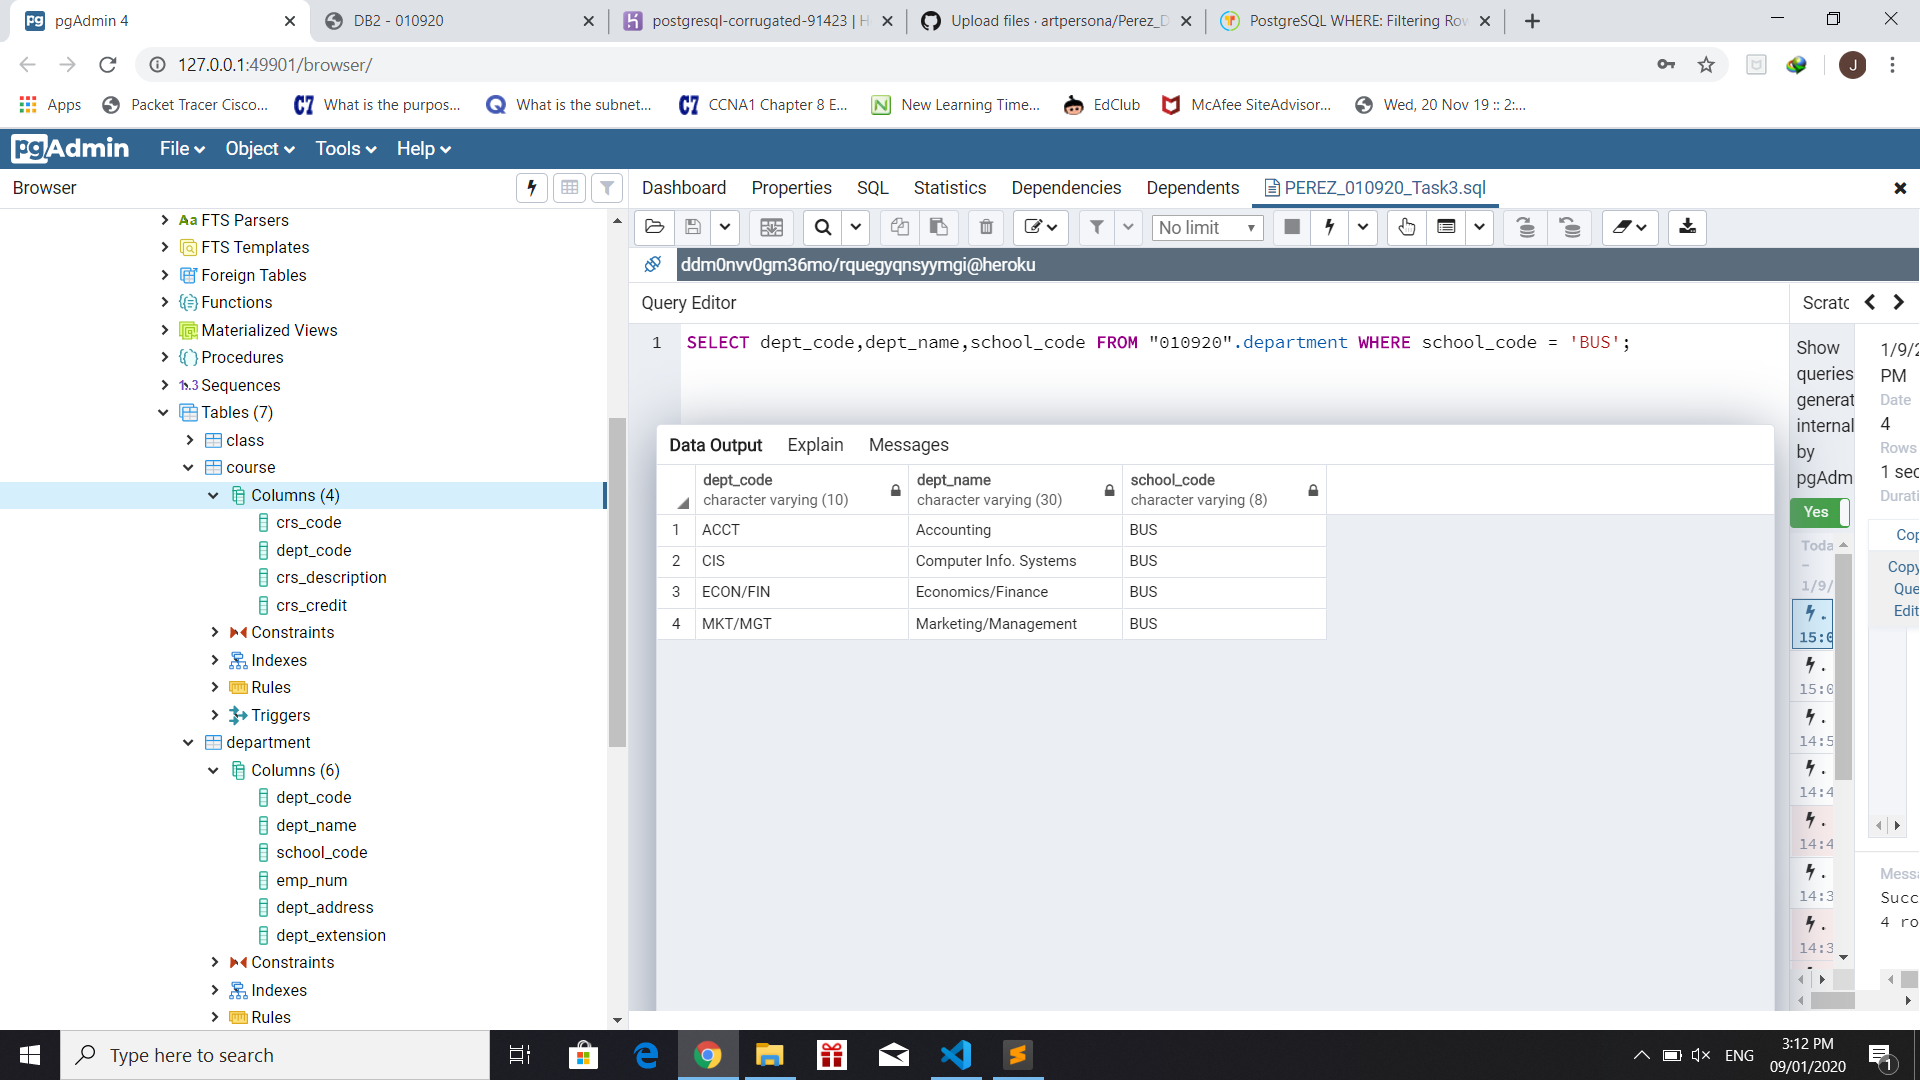 pgAdmin 4
DB2 - 010920
postgresql-corrugated-91423 | H
Upload files · artpersona/Perez_D
PostgreSQL WHERE: Filtering Row
127.0.0.1:49901/browser/
J
Apps
Packet Tracer Cisco...
What is the purpos...
What is the subnet...
CCNA1 Chapter 8 E...
New Learning Time...
EdClub
McAfee SiteAdvisor...
Wed, 20 Nov 19 :: 2:...
pgAdmin
File
Object
Tools
Help
Browser
Dashboard
Properties
SQL
Statistics
Dependencies
Dependents
PEREZ_010920_Task3.sql
No limit
ddm0nvv0gm36mo/rquegyqnsyymgi@heroku
Query Editor
Scratc
1
SELECT dept_code,dept_name,school_code FROM "010920".department WHERE school_code = 'BUS';
FTS Parsers
FTS Templates
Foreign Tables
Functions
Materialized Views
Procedures
1.3 Sequences
Tables (7)
class
course
Columns (4)
crs_code
dept_code
crs_description
crs_credit
Constraints
Indexes
Rules
Triggers
department
Columns (6)
dept_code
dept_name
school_code
emp_num
dept_address
dept_extension
Constraints
Indexes
Rules
Data Output
Explain
Messages
dept_code
character varying (10)
dept_name
character varying (30)
school_code
character varying (8)
1 ACCT Accounting BUS
2 CIS Computer Info. Systems BUS
3 ECON/FIN Economics/Finance BUS
4 MKT/MGT Marketing/Management BUS
Show
queries
generat
internal
by
pgAdm
Yes
Toda
-
1/9/
15:0
15:0
14:5
14:4
14:4
14:3
14:3
1/9/2
PM
Date
4
Rows
1 sec
Durati
Cop
Copy
Que
Edit
Messa
Succ
4 ro
Type here to search
ENG
3:12 PM
09/01/2020
1